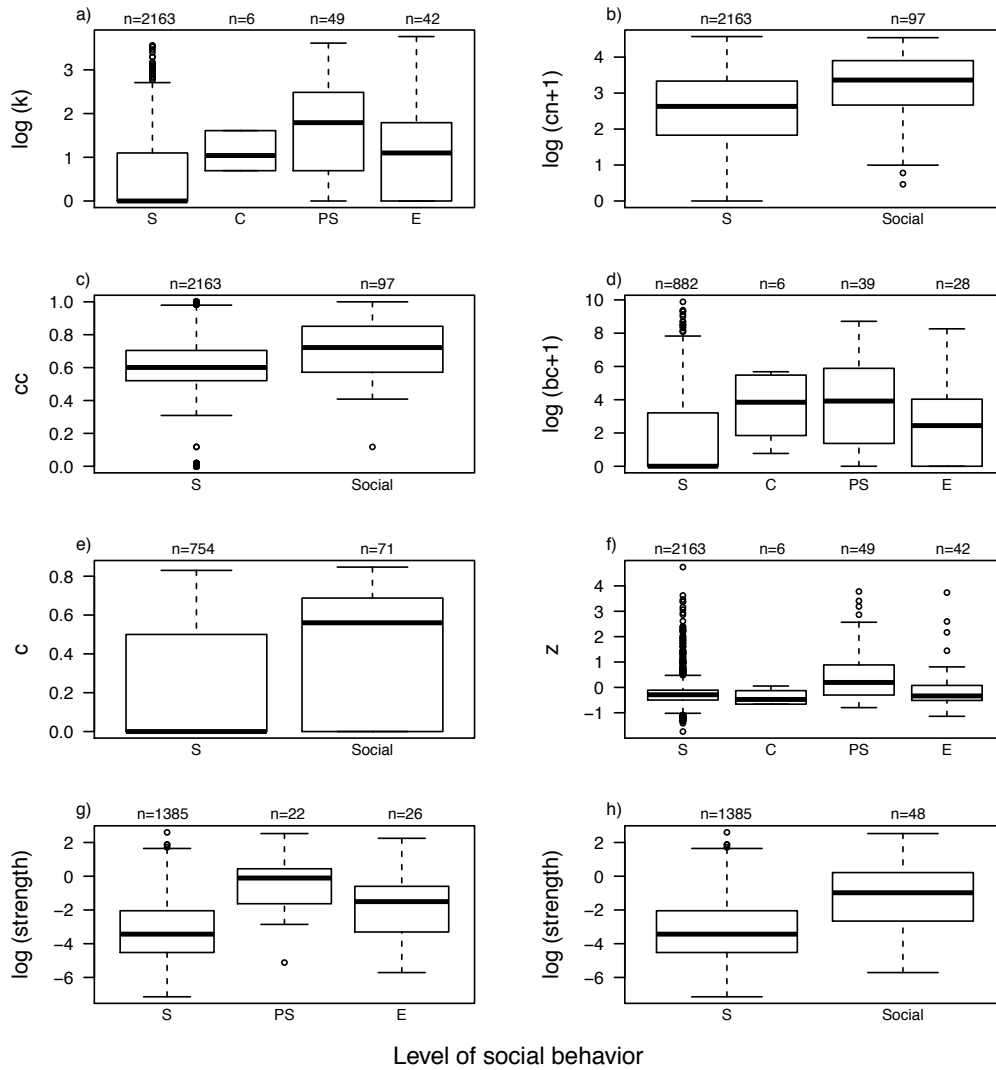 a) n=2163 n=6 n=49 n=42
log (k)
3
2
1
0
S C PS E
b) n=2163 n=97
log (cn+1)
4
3
2
1
0
S Social
c) n=2163 n=97
cc
1.0
0.8
0.6
0.4
0.2
0.0
S Social
d) n=882 n=6 n=39 n=28
log (bc+1)
10
8
6
4
2
0
S C PS E
e) n=754 n=71
c
0.8
0.6
0.4
0.2
0.0
S Social
f) n=2163 n=6 n=49 n=42
z
4
3
2
1
0
−1
S C PS E
g) n=1385 n=22 n=26
log (strength)
2
0
−2
−4
−6
S PS E
h) n=1385 n=48
log (strength)
2
0
−2
−4
−6
S Social
Level of social behavior